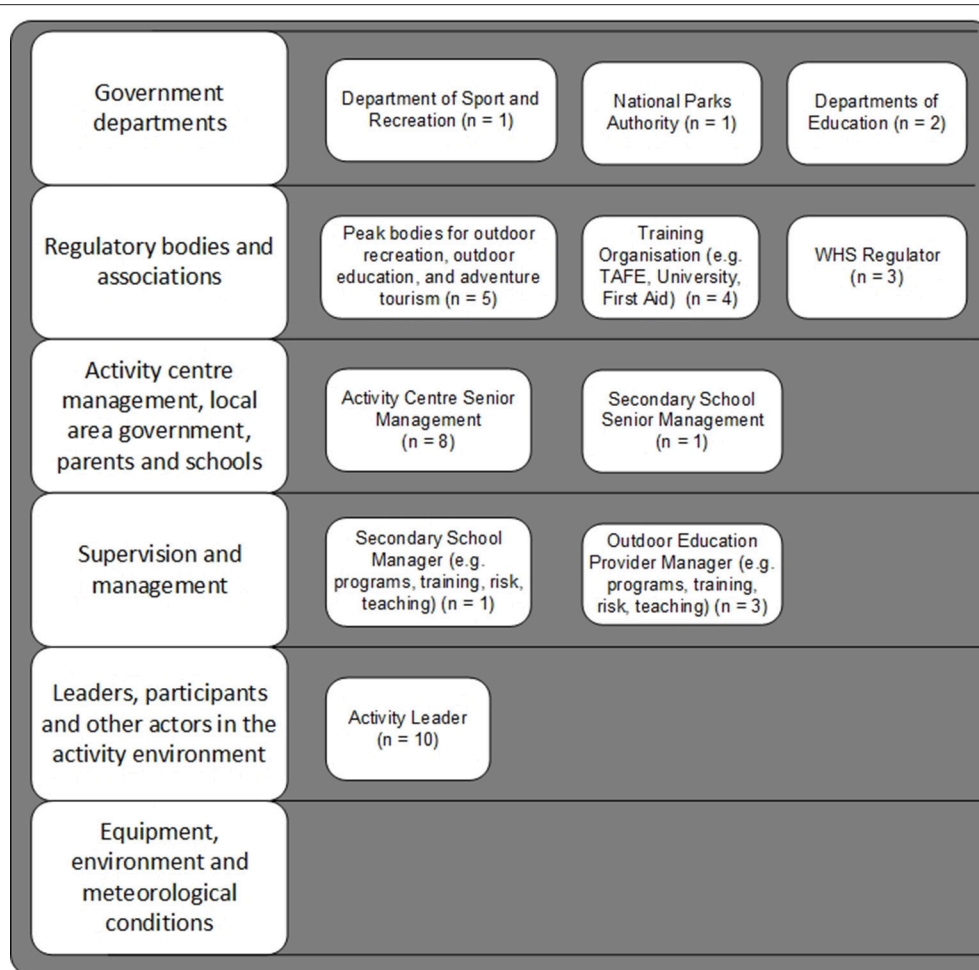 Government
departments
Department of Sport and
Recreation (n = 1)
National Parks
Authority (n = 1)
Departments of
Education (n = 2)
Regulatory bodies and
associations
Peak bodies for outdoor
recreation, outdoor
education, and adventure
tourism (n = 5)
Training
Organisation (e.g.
TAFE, University,
First Aid)  (n = 4)
WHS Regulator
(n = 3)
Activity centre
management, local
area government,
parents and schools
Activity Centre Senior
Management
(n = 8)
Secondary School
Senior Management
(n = 1)
Supervision and
management
Secondary School
Manager (e.g.
programs, training, risk,
teaching) (n = 1)
Outdoor Education
Provider Manager (e.g.
programs, training,
risk, teaching) (n = 3)
Leaders, participants
and other actors in the
activity environment
Activity Leader
(n = 10)
Equipment,
environment and
meteorological
conditions